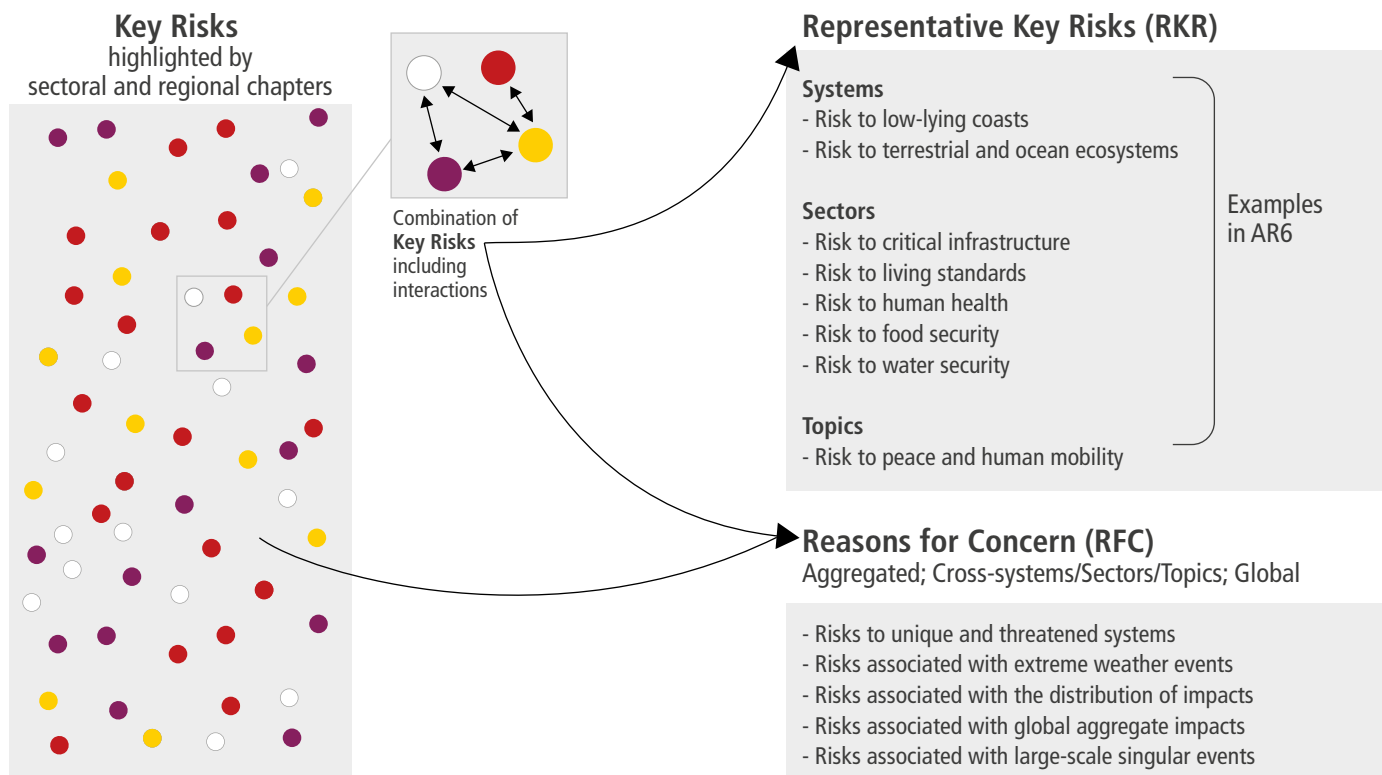 Key Risks
highlighted by
sectoral and regional chapters
Combination of
Key Risks
including
interactions
Representative Key Risks (RKR)
Systems
- Risk to low-lying coasts
- Risk to terrestrial and ocean ecosystems
Sectors
- Risk to critical infrastructure
- Risk to living standards
- Risk to human health
- Risk to food security
- Risk to water security
Topics
- Risk to peace and human mobility
Examples
in AR6
Reasons for Concern (RFC)
Aggregated; Cross-systems/Sectors/Topics; Global
- Risks to unique and threatened systems
- Risks associated with extreme weather events
- Risks associated with the distribution of impacts
- Risks associated with global aggregate impacts
- Risks associated with large-scale singular events